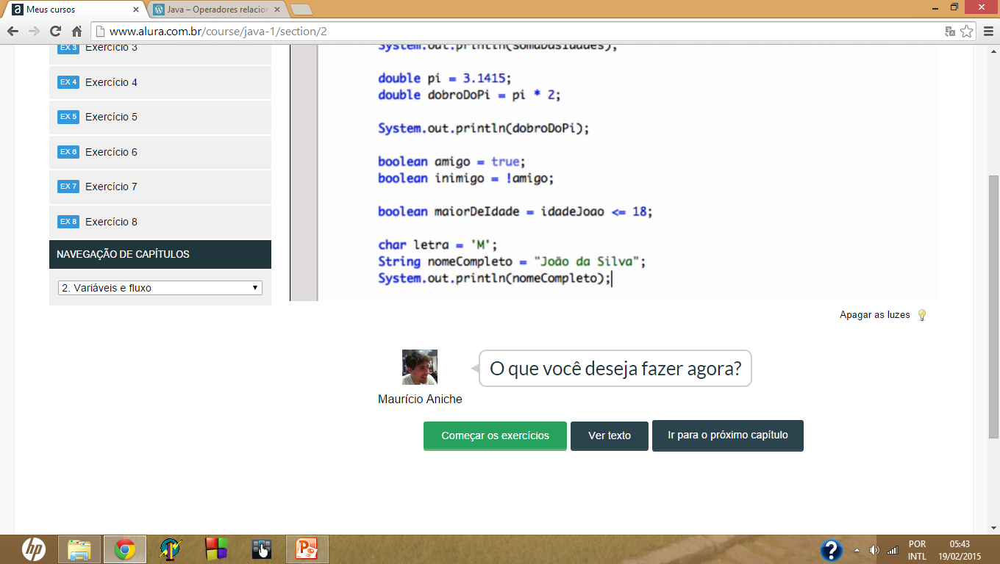 Meus cursos
Java – Operadores relacion
www.alura.com.br/course/java-1/section/2
EX 3 Exercício 3
EX 4 Exercício 4
EX 5 Exercício 5
EX 6 Exercício 6
EX 7 Exercício 7
EX 8 Exercício 8
NAVEGAÇÃO DE CAPÍTULOS
2. Variáveis e fluxo
System.out.println(somaDasIdades);
double pi = 3.1415;
double dobroDoPi = pi * 2;
System.out.println(dobroDoPi);
boolean amigo = true;
boolean inimigo = !amigo;
boolean maiorDeIdade = idadeJoao <= 18;
char letra = 'M';
String nomeCompleto = "João da Silva";
System.out.println(nomeCompleto);
Apagar as luzes
O que você deseja fazer agora?
Maurício Aniche
Começar os exercícios
Ver texto
Ir para o próximo capítulo
hp
POR
INTL
05:43
19/02/2015